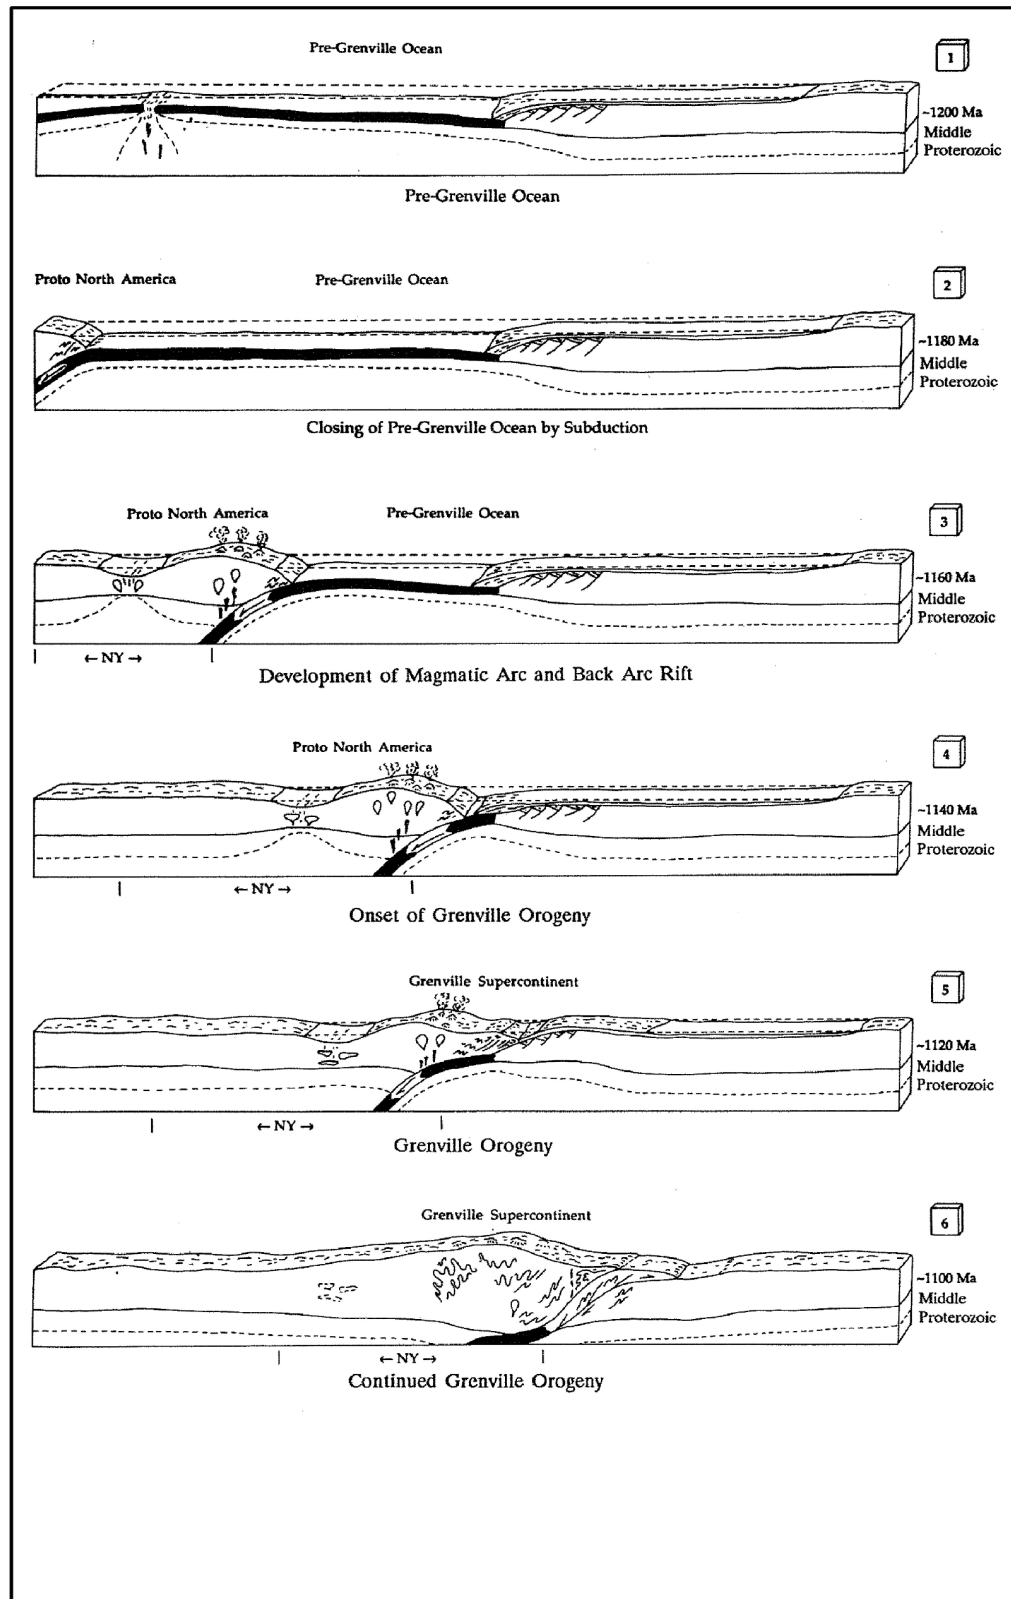 Pre-Grenville Ocean
1
~1200 Ma
Middle
Proterozoic
Pre-Grenville Ocean
Proto North America Pre-Grenville Ocean
2
~1180 Ma
Middle
Proterozoic
Closing of Pre-Grenville Ocean by Subduction
Proto North America Pre-Grenville Ocean
3
~1160 Ma
Middle
Proterozoic
← NY →
Development of Magmatic Arc and Back Arc Rift
Proto North America
4
~1140 Ma
Middle
Proterozoic
← NY →
Onset of Grenville Orogeny
Grenville Supercontinent
5
~1120 Ma
Middle
Proterozoic
← NY →
Grenville Orogeny
Grenville Supercontinent
6
~1100 Ma
Middle
Proterozoic
← NY →
Continued Grenville Orogeny